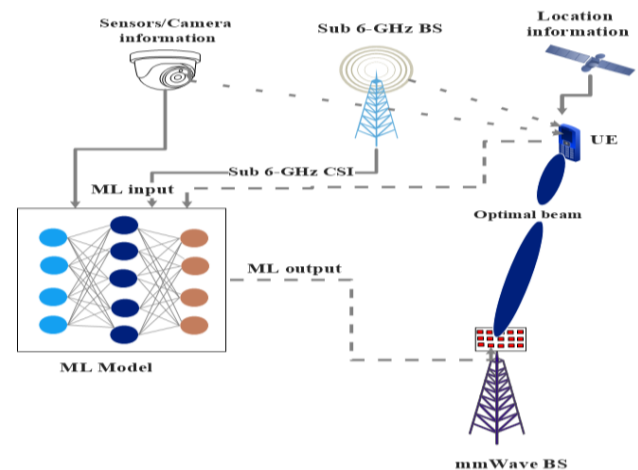 Sensors/Camera
information
Sub 6-GHz BS
Location
information
UE
Sub 6-GHz CSI
ML input
Optimal beam
ML output
ML Model
mmWave BS